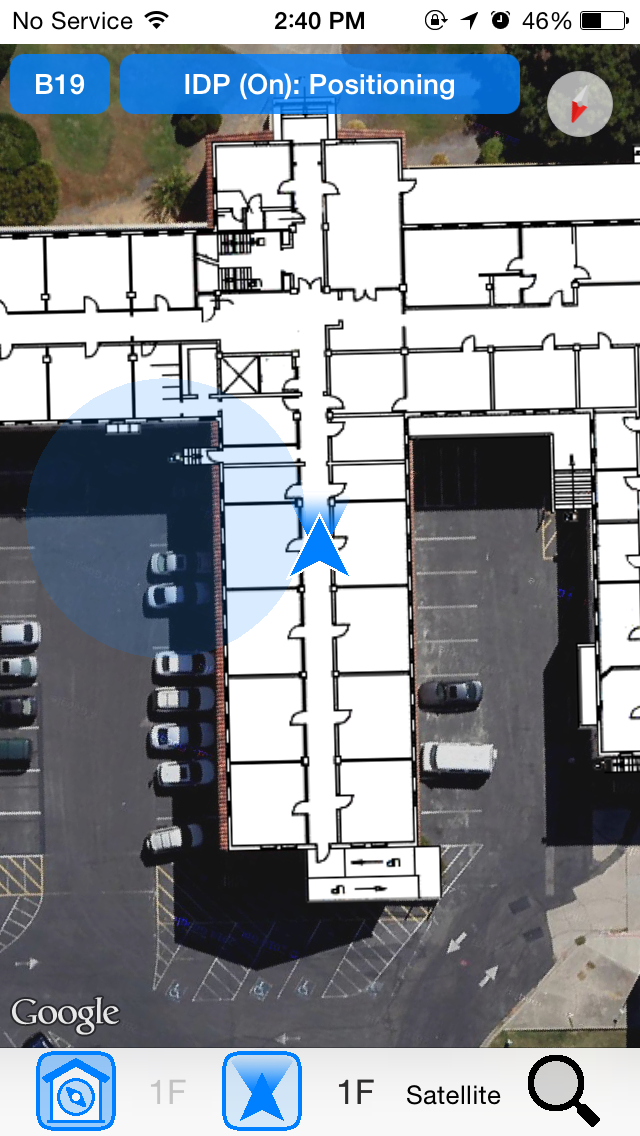 No Service 2:40 PM 46%
B19 IDP (On): Positioning
Google
1F 1F Satellite